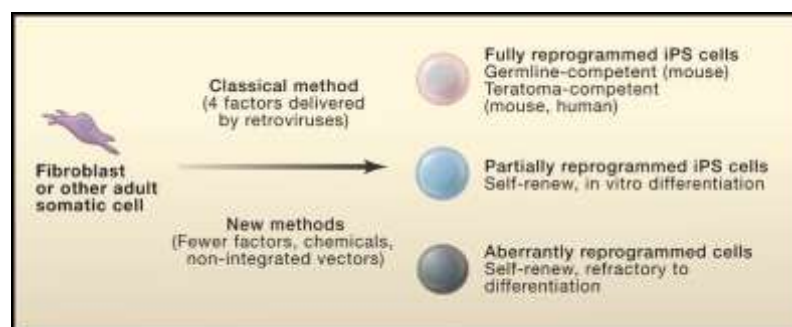 Fibroblast
or other adult
somatic cell
Classical method
(4 factors delivered
by retroviruses)
New methods
(Fewer factors, chemicals,
non-integrated vectors)
Fully reprogrammed iPS cells
Germline-competent (mouse)
Teratoma-competent
(mouse, human)
Partially reprogrammed iPS cells
Self-renew, in vitro differentiation
Aberrantly reprogrammed cells
Self-renew, refractory to
differentiation